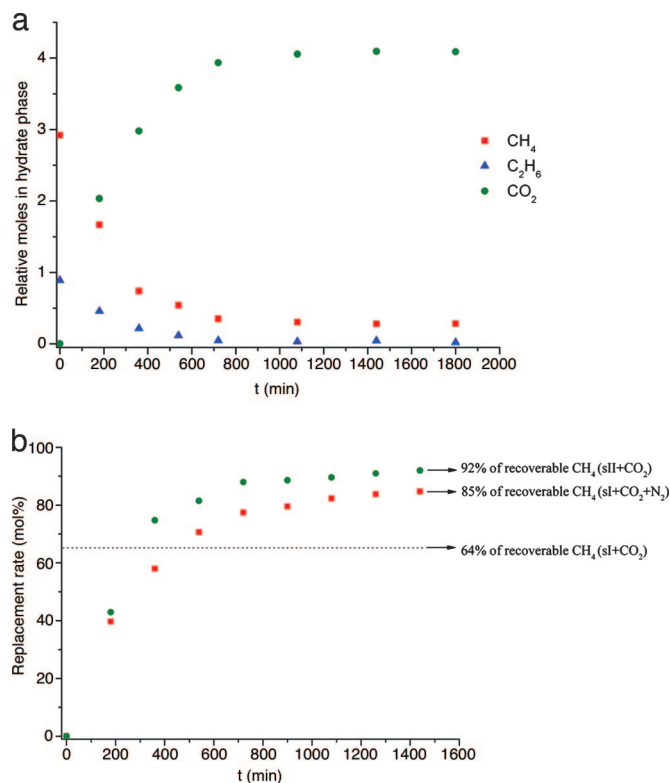 a
Relative moles in hydrate phase
4
3
2
1
0
0 200 400 600 800 1000 1200 1400 1600 1800 2000
t (min)
CH4
C2H6
CO2
b
Replacement rate (mol%)
100
80
60
40
20
0
0 200 400 600 800 1000 1200 1400 1600
t (min)
92% of recoverable CH4 (sII+CO2)
85% of recoverable CH4 (sI+CO2+N2)
64% of recoverable CH4 (sI+CO2)